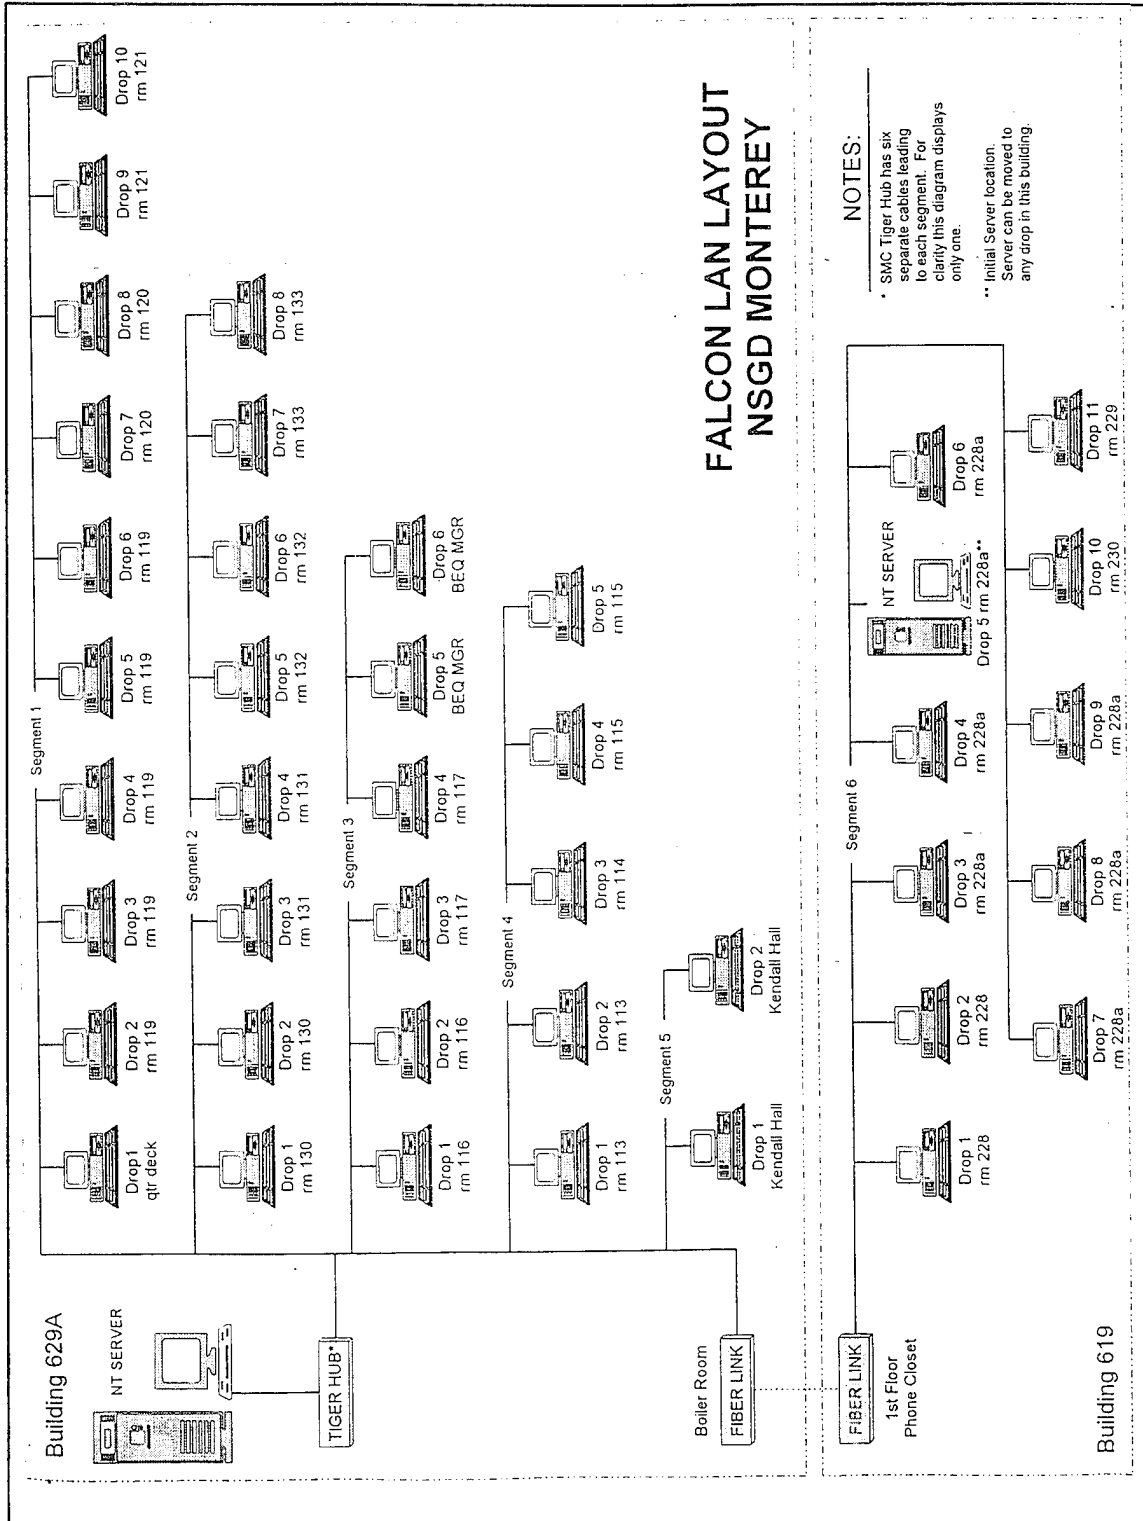 Building 629A
NT SERVER
TIGER HUB*
Boiler Room
FIBER LINK
Segment 1
Drop1
qtr deck
Drop 2
rm 119
Drop 3
rm 119
Drop 4
rm 119
Drop 5
rm 119
Drop 6
rm 119
Drop 7
rm 120
Drop 8
rm 120
Drop 9
rm 121
Drop 10
rm 121
Segment 2
Drop1
rm 130
Drop 2
rm 130
Drop 3
rm 131
Drop 4
rm 131
Drop 5
rm 132
Drop 6
rm 132
Drop 7
rm 133
Drop 8
rm 133
Segment 3
Drop 1
rm 116
Drop 2
rm 116
Drop 3
rm 117
Drop 4
rm 117
Drop 5
BEQ MGR
Drop 6
BEQ MGR
Segment 4
Drop 1
rm 113
Drop 2
rm 113
Drop 3
rm 114
Drop 4
rm 115
Drop 5
rm 115
Segment 5
Drop 1
Kendall Hall
Drop 2
Kendall Hall
FALCON LAN LAYOUT
NSGD MONTEREY
FIBER LINK
1st Floor
Phone Closet
Building 619
Segment 6
Drop 1
rm 228
Drop 2
rm 228
Drop 3
rm 228a
Drop 4
rm 228a
NT SERVER
Drop 5 rm 228a**
Drop 6
rm 228a
Drop 7
rm 228a
Drop 8
rm 228a
Drop 9
rm 228a
Drop 10
rm 230
Drop 11
rm 229
NOTES:
* SMC Tiger Hub has six
separate cables leading
to each segment. For
clarity this diagram displays
only one.
** Initial Server location.
Server can be moved to
any drop in this building.